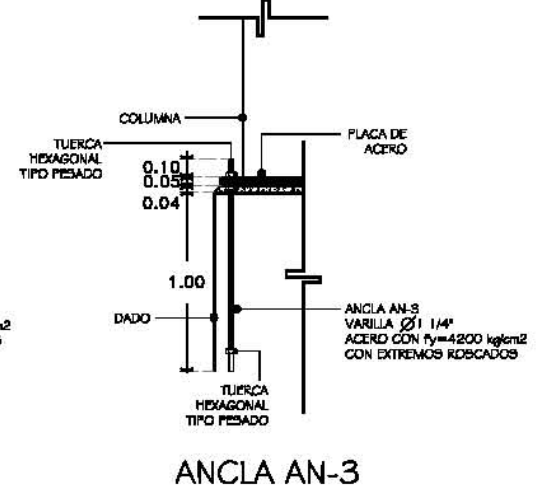 COLUMNA
PLACA DE
ACERO
TUERCA
HEXAGONAL
TIPO PESADO
0.10
0.05
0.04
1.00
DADO
ANCLA AN-3
VARILLA Ø1 1/4"
ACERO CON fy=4200 kg/cm2
CON EXTREMOS ROSCADOS
TUERCA
HEXAGONAL
TIPO PESADO
ANCLA AN-3